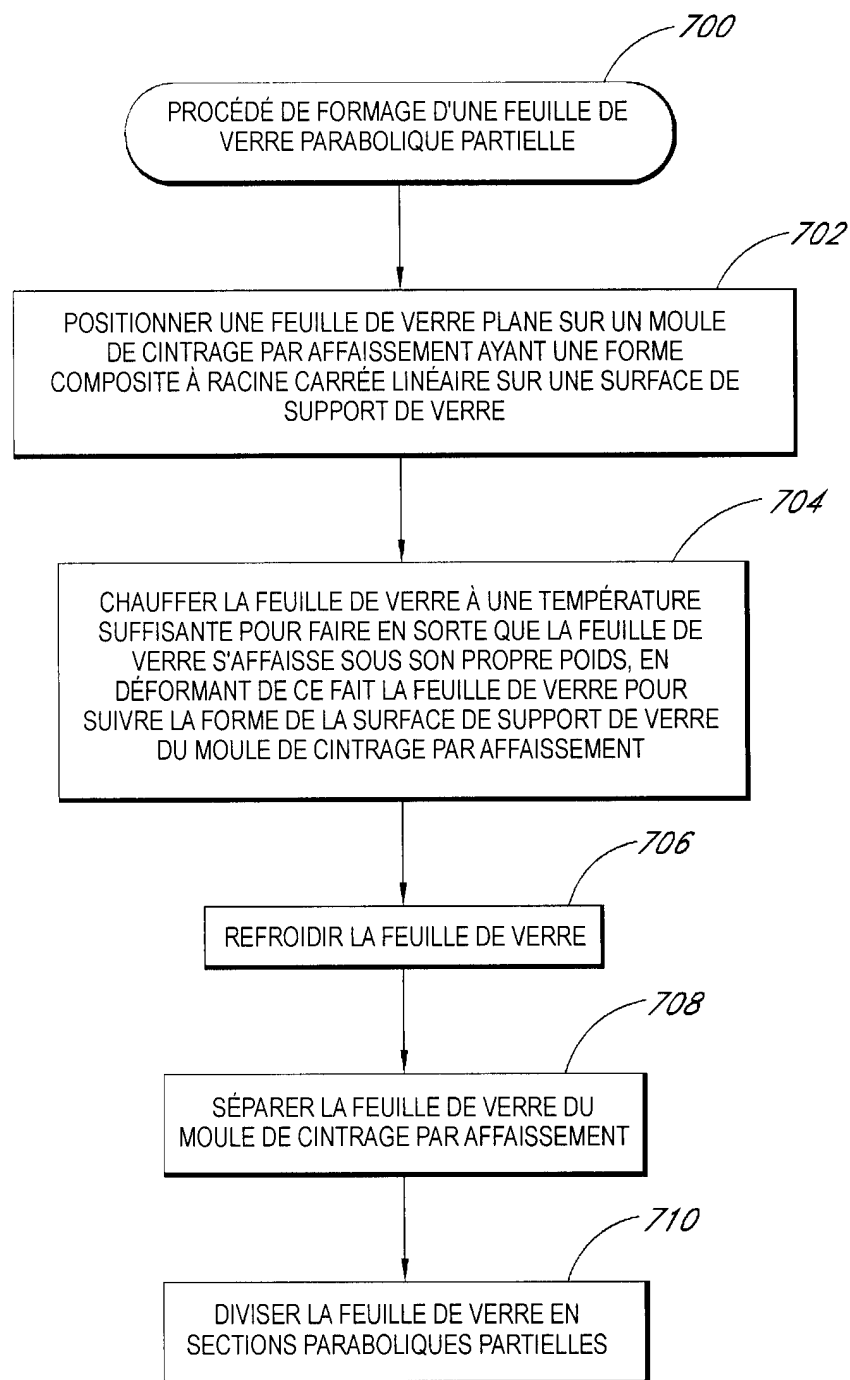 700
PROCÉDÉ DE FORMAGE D'UNE FEUILLE DE
VERRE PARABOLIQUE PARTIELLE
702
POSITIONNER UNE FEUILLE DE VERRE PLANE SUR UN MOULE
DE CINTRAGE PAR AFFAISSEMENT AYANT UNE FORME
COMPOSITE À RACINE CARRÉE LINÉAIRE SUR UNE SURFACE DE
SUPPORT DE VERRE
704
CHAUFFER LA FEUILLE DE VERRE À UNE TEMPÉRATURE
SUFFISANTE POUR FAIRE EN SORTE QUE LA FEUILLE DE
VERRE S'AFFAISSE SOUS SON PROPRE POIDS, EN
DÉFORMANT DE CE FAIT LA FEUILLE DE VERRE POUR
SUIVRE LA FORME DE LA SURFACE DE SUPPORT DE VERRE
DU MOULE DE CINTRAGE PAR AFFAISSEMENT
706
REFROIDIR LA FEUILLE DE VERRE
708
SÉPARER LA FEUILLE DE VERRE DU
MOULE DE CINTRAGE PAR AFFAISSEMENT
710
DIVISER LA FEUILLE DE VERRE EN
SECTIONS PARABOLIQUES PARTIELLES